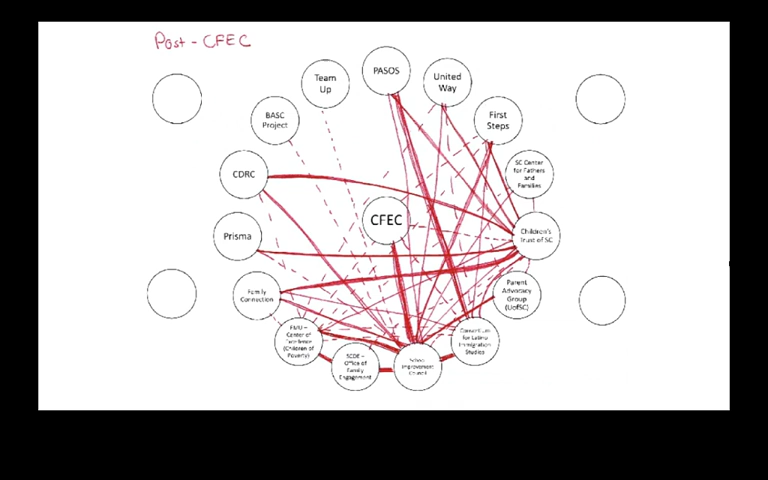 Post - CFEC
PASOS
Team
Up
United
Way
BASC
Project
First
Steps
CDRC
SC Center
for Fathers
and
Families
CFEC
Prisma
Children's
Trust of SC
Family
Connection
Parent
Advocacy
Group
(UofSC)
FMU –
Center of
Excellence
(Children of
Poverty)
SCDE –
Office of
Family
Engagement
School
Improvement
Council
Consortium
for Latino
Immigration
Studies